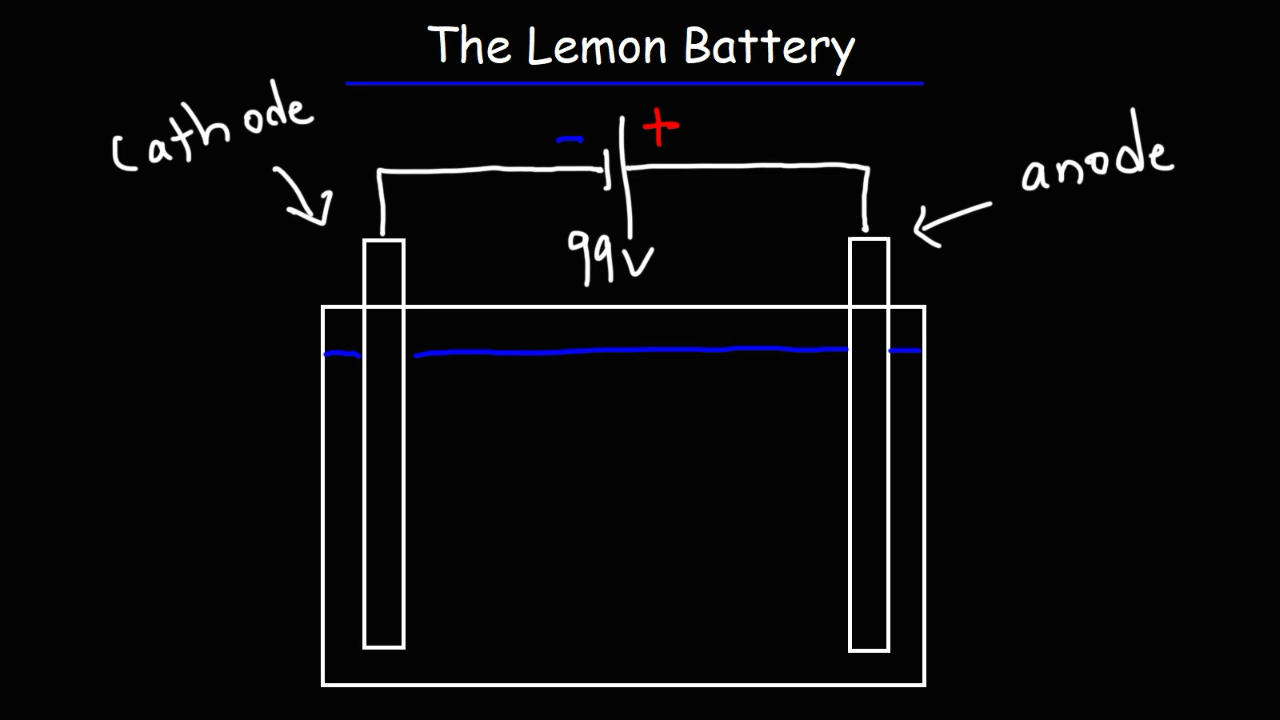 The Lemon Battery
Cathode
- +
anode
99V